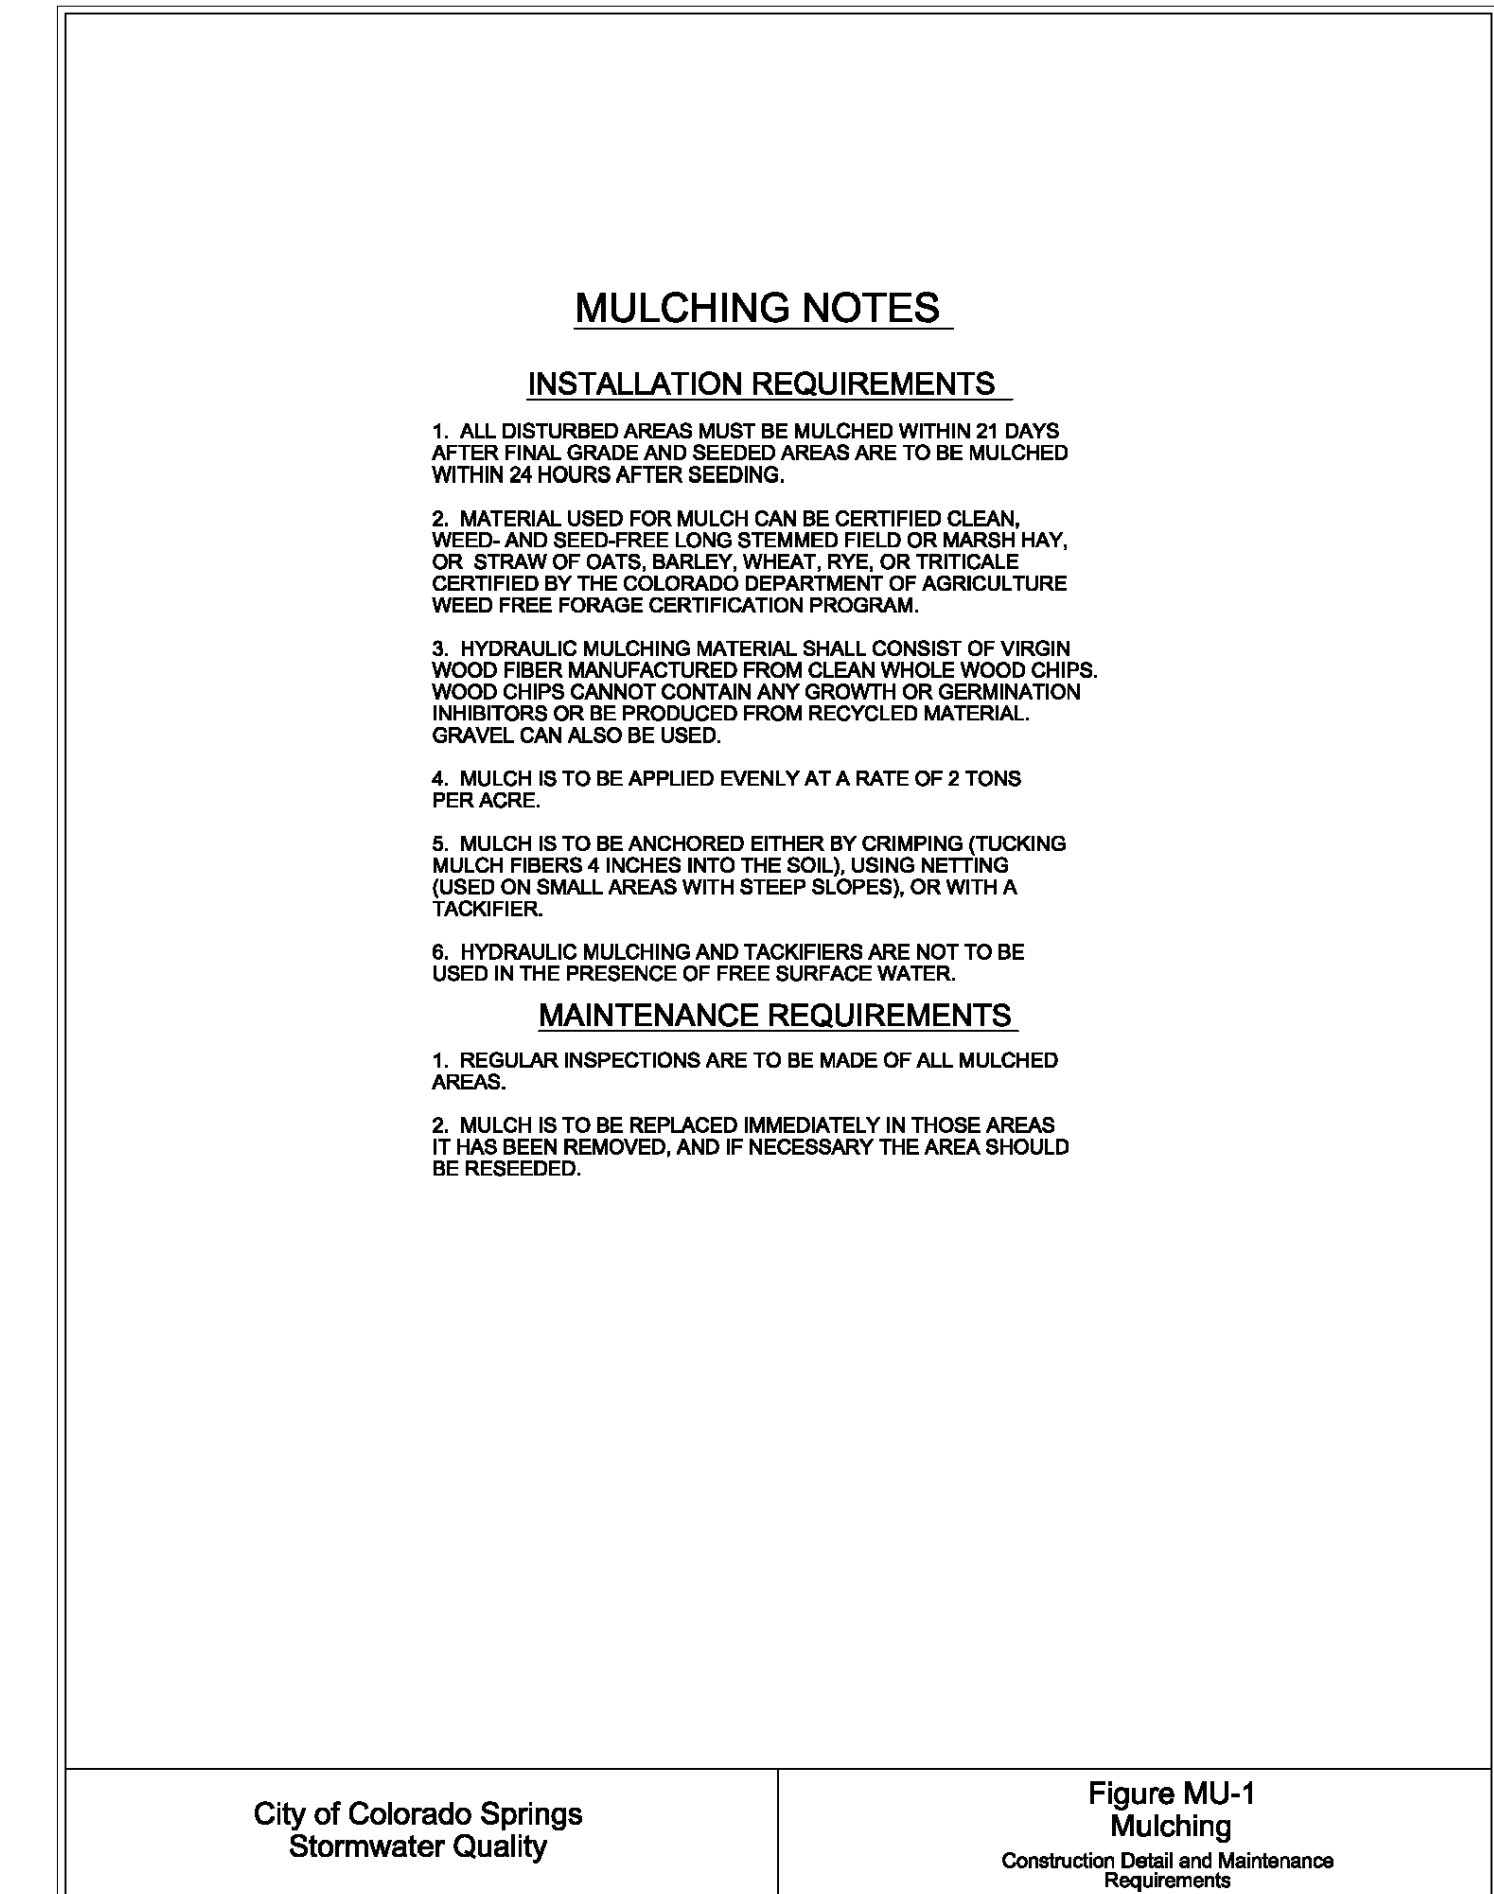 MULCHING NOTES
INSTALLATION REQUIREMENTS
1. ALL DISTURBED AREAS MUST BE MULCHED WITHIN 21 DAYS
AFTER FINAL GRADE AND SEEDED AREAS ARE TO BE MULCHED
WITHIN 24 HOURS AFTER SEEDING.
2. MATERIAL USED FOR MULCH CAN BE CERTIFIED CLEAN,
WEED- AND SEED-FREE LONG STEMMED FIELD OR MARSH HAY,
OR STRAW OF OATS, BARLEY, WHEAT, RYE, OR TRITICALE
CERTIFIED BY THE COLORADO DEPARTMENT OF AGRICULTURE
WEED FREE FORAGE CERTIFICATION PROGRAM.
3. HYDRAULIC MULCHING MATERIAL SHALL CONSIST OF VIRGIN
WOOD FIBER MANUFACTURED FROM CLEAN WHOLE WOOD CHIPS.
WOOD CHIPS CANNOT CONTAIN ANY GROWTH OR GERMINATION
INHIBITORS OR BE PRODUCED FROM RECYCLED MATERIAL.
GRAVEL CAN ALSO BE USED.
4. MULCH IS TO BE APPLIED EVENLY AT A RATE OF 2 TONS
PER ACRE.
5. MULCH IS TO BE ANCHORED EITHER BY CRIMPING (TUCKING
MULCH FIBERS 4 INCHES INTO THE SOIL), USING NETTING
(USED ON SMALL AREAS WITH STEEP SLOPES), OR WITH A
TACKIFIER.
6. HYDRAULIC MULCHING AND TACKIFIERS ARE NOT TO BE
USED IN THE PRESENCE OF FREE SURFACE WATER.
MAINTENANCE REQUIREMENTS
1. REGULAR INSPECTIONS ARE TO BE MADE OF ALL MULCHED
AREAS.
2. MULCH IS TO BE REPLACED IMMEDIATELY IN THOSE AREAS
IT HAS BEEN REMOVED, AND IF NECESSARY THE AREA SHOULD
BE RESEEDED.
City of Colorado Springs
Stormwater Quality
Figure MU-1
Mulching
Construction Detail and Maintenance
Requirements